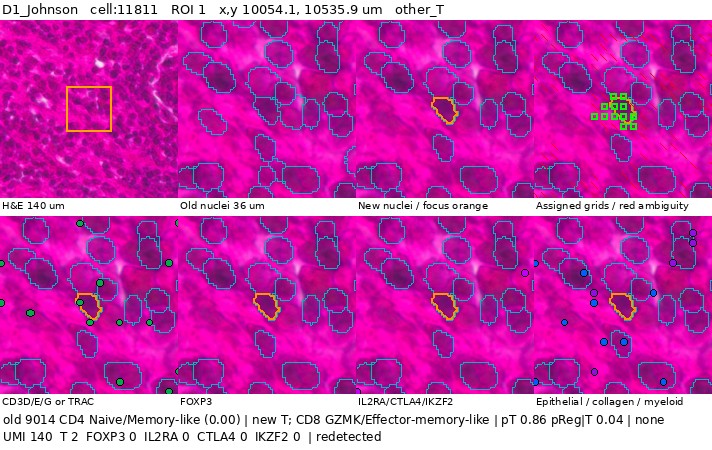 D1_Johnson cell:11811 ROI 1 x,y 10054.1, 10535.9 um other_T
H&E 140 um
Old nuclei 36 um
New nuclei / focus orange
Assigned grids / red ambiguity
CD3D/E/G or TRAC
FOXP3
IL2RA/CTLA4/IKZF2
Epithelial / collagen / myeloid
old 9014 CD4 Naive/Memory-like (0.00) | new T; CD8 GZMK/Effector-memory-like | pT 0.86 pReg|T 0.04 | none
UMI 140 T 2 FOXP3 0 IL2RA 0 CTLA4 0 IKZF2 0 | redetected